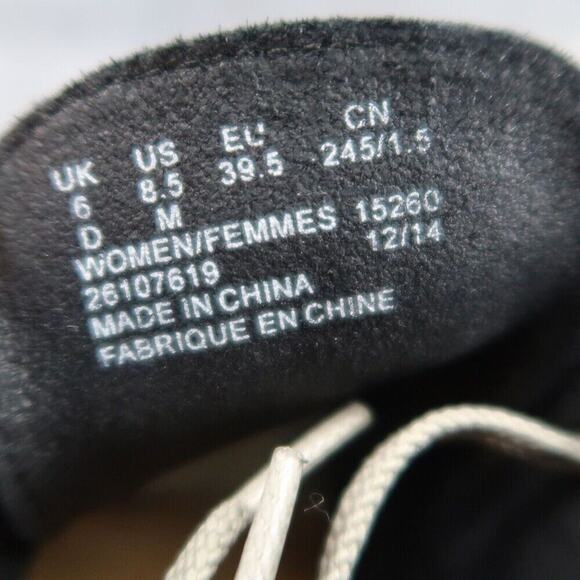 UK US EU CN
6 8.5 39.5 245/1.5
D M
WOMEN/FEMMES 15260
26107619 12/14
MADE IN CHINA
FABRIQUE EN CHINE